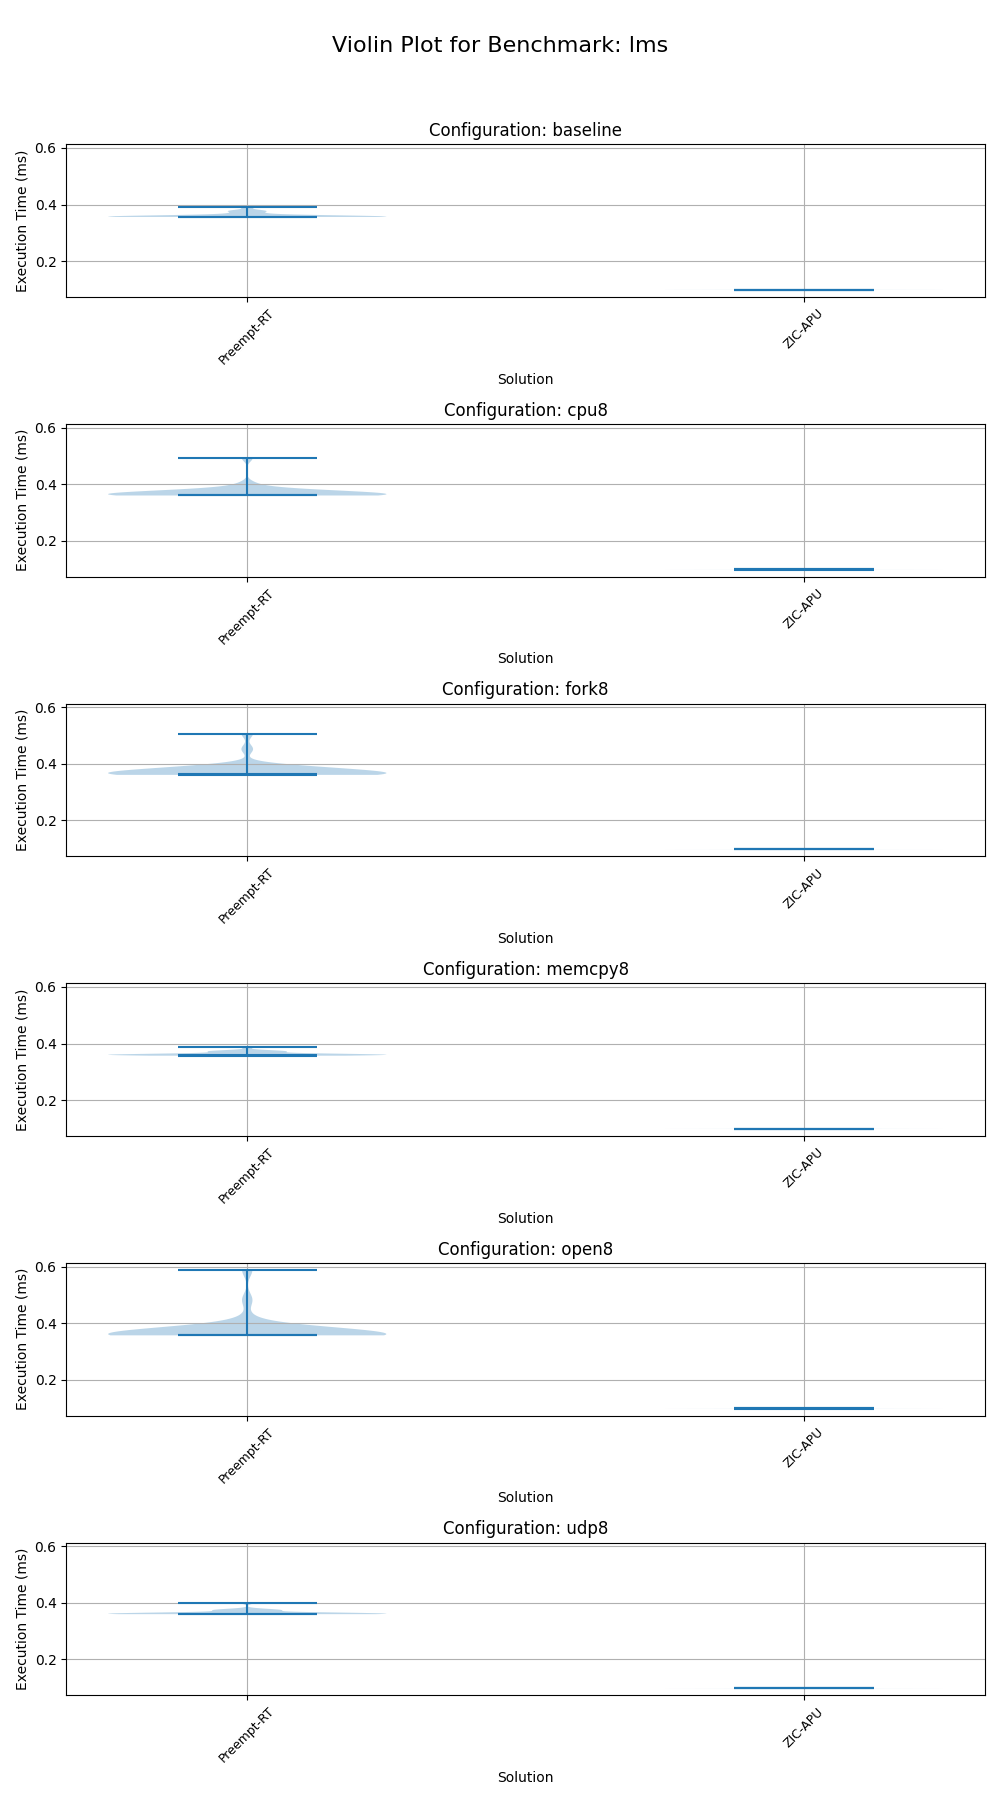 Violin Plot for Benchmark: lms
Configuration: baseline
Execution Time (ms)
0.6
0.4
0.2
Preempt-RT
ZIC-APU
Solution
Configuration: cpu8
Execution Time (ms)
0.6
0.4
0.2
Preempt-RT
ZIC-APU
Solution
Configuration: fork8
Execution Time (ms)
0.6
0.4
0.2
Preempt-RT
ZIC-APU
Solution
Configuration: memcpy8
Execution Time (ms)
0.6
0.4
0.2
Preempt-RT
ZIC-APU
Solution
Configuration: open8
Execution Time (ms)
0.6
0.4
0.2
Preempt-RT
ZIC-APU
Solution
Configuration: udp8
Execution Time (ms)
0.6
0.4
0.2
Preempt-RT
ZIC-APU
Solution